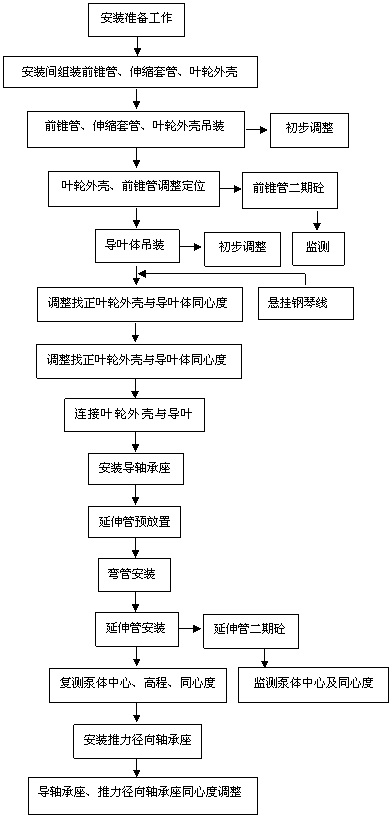 安装准备工作
安装间组装前锥管、伸缩套管、叶轮外壳
前锥管、伸缩套管、叶轮外壳吊装
初步调整
叶轮外壳、前锥管调整定位
前锥管二期砼
导叶体吊装
初步调整
监测
调整找正叶轮外壳与导叶体同心度
悬挂钢琴线
调整找正叶轮外壳与导叶体同心度
连接叶轮外壳与导叶
安装导轴承座
延伸管预放置
弯管安装
延伸管安装
延伸管二期砼
复测泵体中心、高程、同心度
监测泵体中心及同心度
安装推力径向轴承座
导轴承座、推力径向轴承座同心度调整